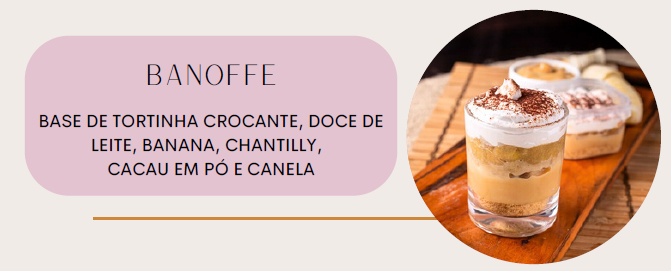 BANOFFE
BASE DE TORTINHA CROCANTE, DOCE DE
LEITE, BANANA, CHANTILLY,
CACAU EM PÓ E CANELA